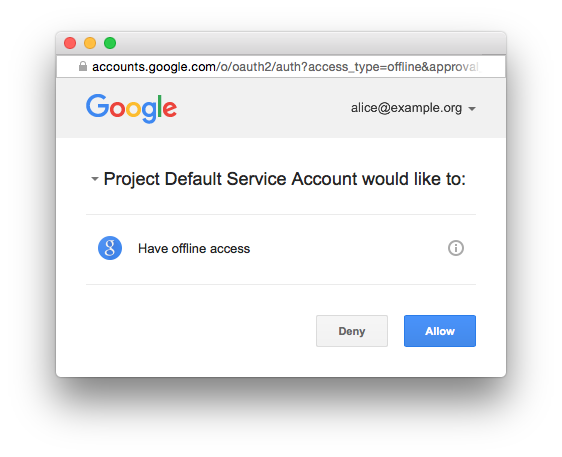 accounts.google.com/o/oauth2/auth?access_type=offline&approval
Google
alice@example.org
Project Default Service Account would like to:
g
Have offline access
i
Deny
Allow